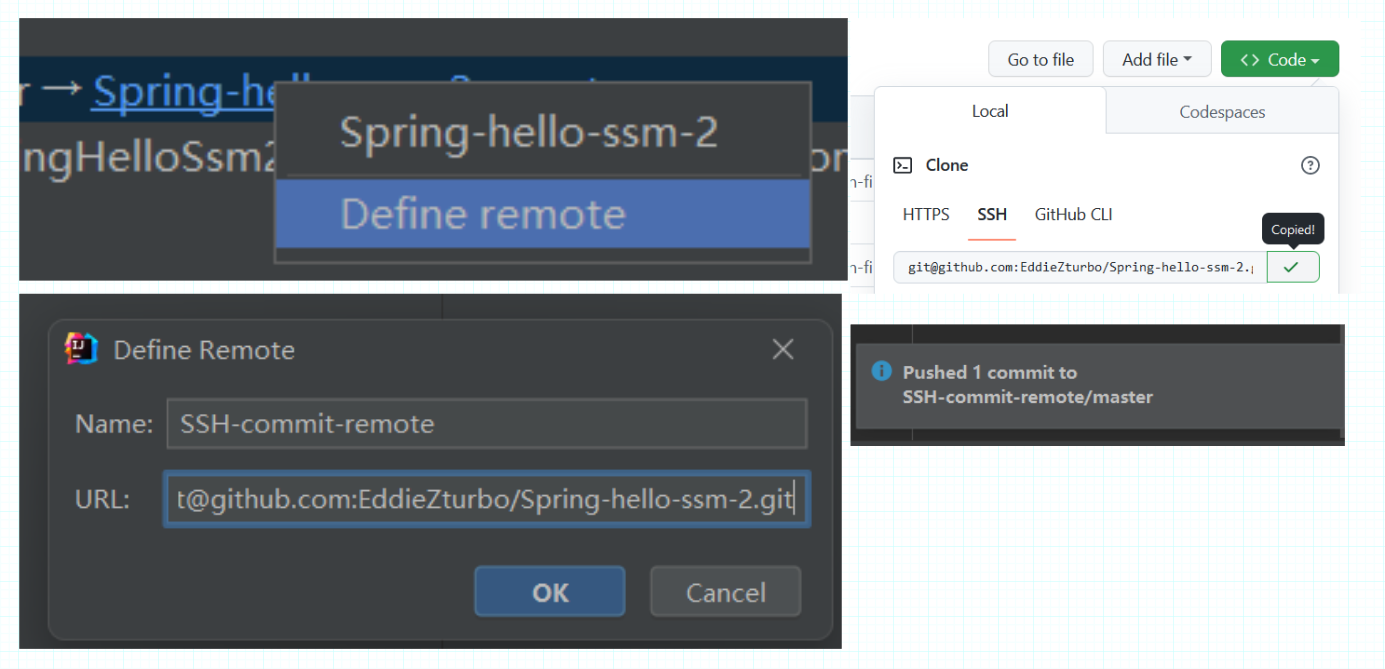 r → Spring-he
Spring-hello-ssm-2
ngHelloSsm2
Define remote
Go to file
Add file
Code
Local
Codespaces
Clone
HTTPS
SSH
GitHub CLI
Copied!
git@github.com:EddieZturbo/Spring-hello-ssm-2.
Define Remote
Name:
SSH-commit-remote
URL:
t@github.com:EddieZturbo/Spring-hello-ssm-2.git
OK
Cancel
Pushed 1 commit to
SSH-commit-remote/master